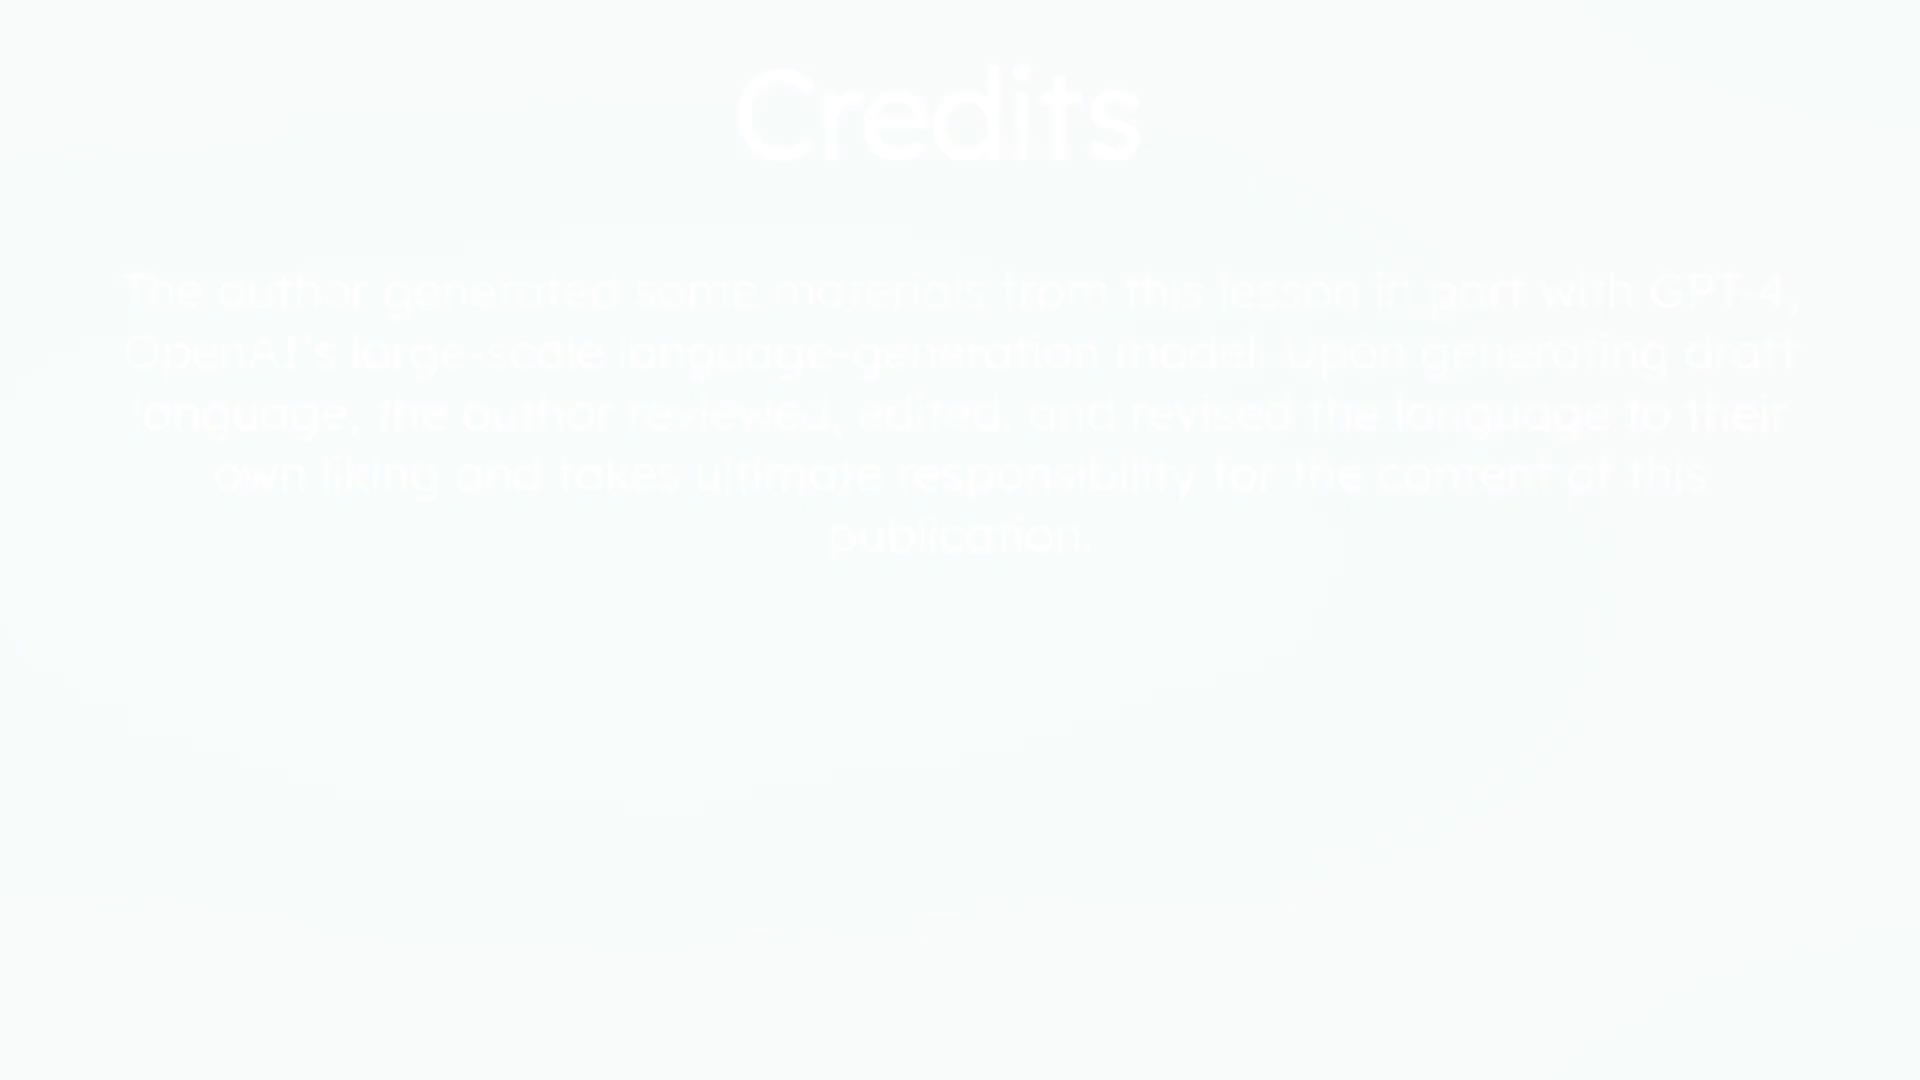 Credits
The author generated some materials from this lesson in part with GPT-4,
OpenAI's large-scale language-generation model. Upon generating draft
language, the author reviewed, edited, and revised the language to their
own liking and takes ultimate responsibility for the content of this
publication.